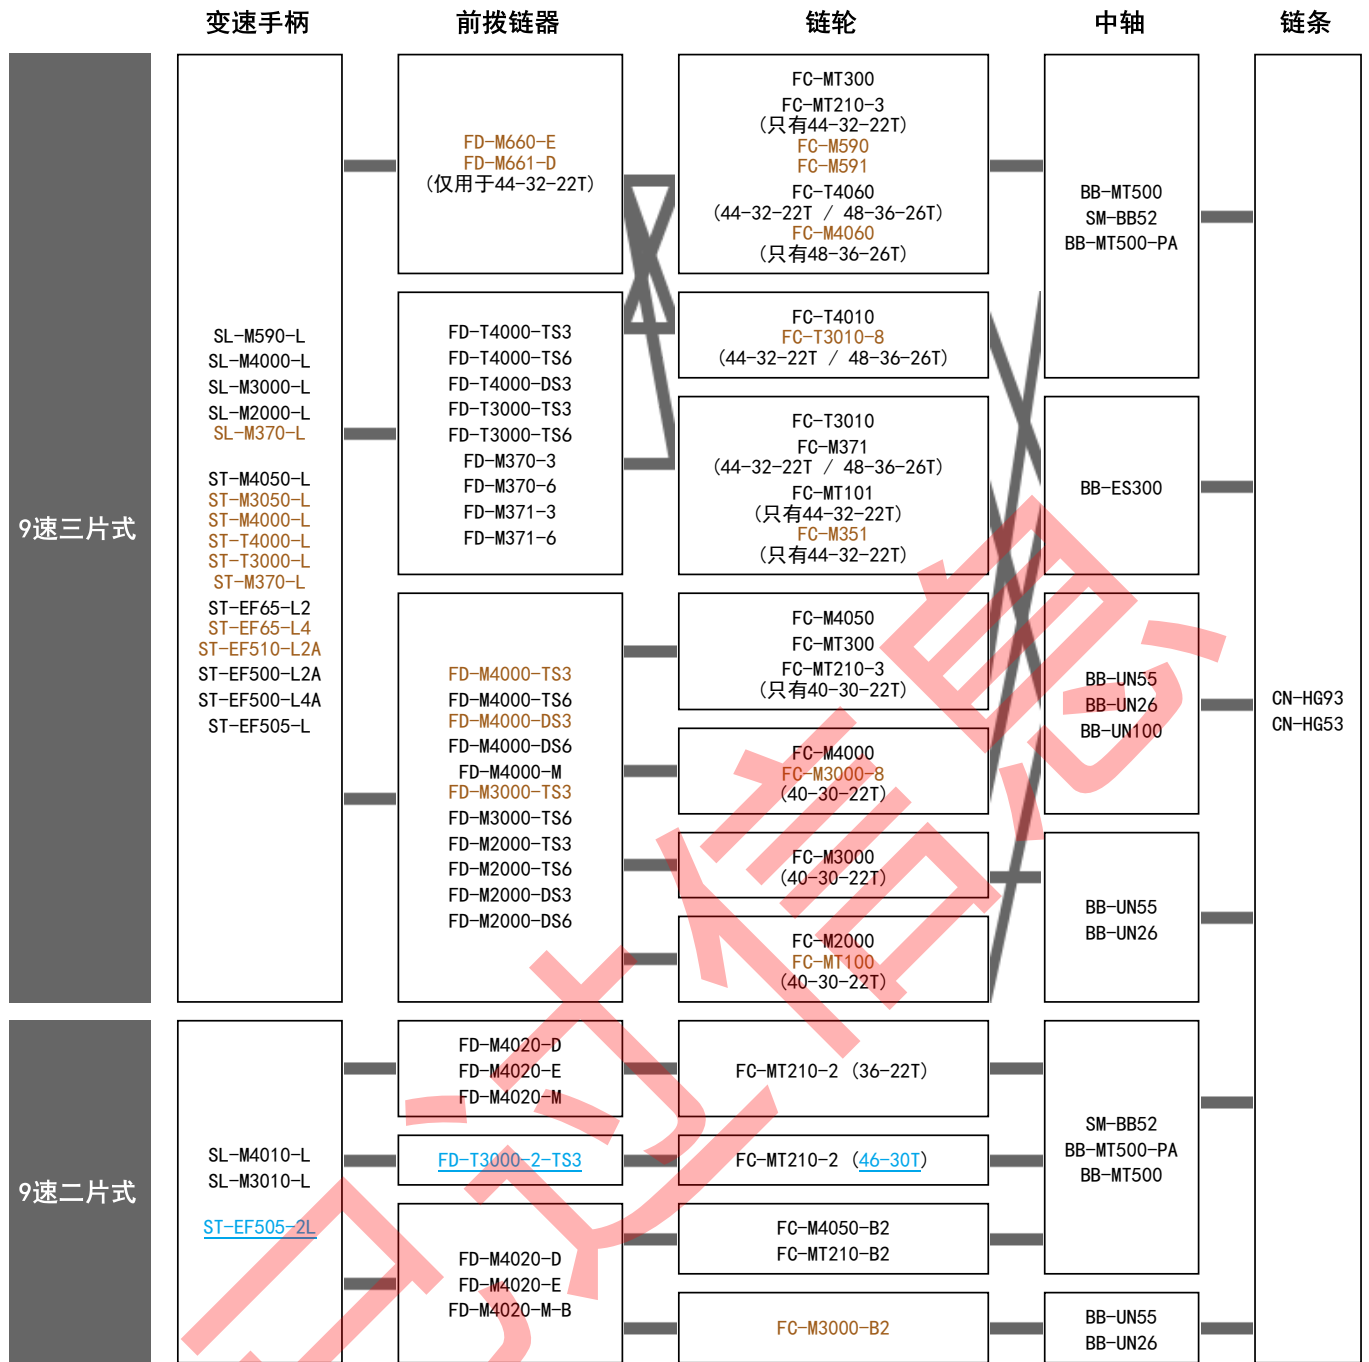 变速手柄
前拨链器
链轮
中轴
链条
9速三片式
SL-M590-L
SL-M4000-L
SL-M3000-L
SL-M2000-L
SL-M370-L
ST-M4050-L
ST-M3050-L
ST-M4000-L
ST-T4000-L
ST-T3000-L
ST-M370-L
ST-EF65-L2
ST-EF65-L4
ST-EF510-L2A
ST-EF500-L2A
ST-EF500-L4A
ST-EF505-L
FD-M660-E
FD-M661-D
(仅用于44-32-22T)
FD-T4000-TS3
FD-T4000-TS6
FD-T4000-DS3
FD-T3000-TS3
FD-T3000-TS6
FD-M370-3
FD-M370-6
FD-M371-3
FD-M371-6
FD-M4000-TS3
FD-M4000-TS6
FD-M4000-DS3
FD-M4000-DS6
FD-M4000-M
FD-M3000-TS3
FD-M3000-TS6
FD-M2000-TS3
FD-M2000-TS6
FD-M2000-DS3
FD-M2000-DS6
FC-MT300
FC-MT210-3
(只有44-32-22T)
FC-M590
FC-M591
FC-T4060
(44-32-22T / 48-36-26T)
FC-M4060
(只有48-36-26T)
FC-T4010
FC-T3010-8
(44-32-22T / 48-36-26T)
FC-T3010
FC-M371
(44-32-22T / 48-36-26T)
FC-MT101
(只有44-32-22T)
FC-M351
(只有44-32-22T)
FC-M4050
FC-MT300
FC-MT210-3
(只有40-30-22T)
FC-M4000
FC-M3000-8
(40-30-22T)
FC-M3000
(40-30-22T)
FC-M2000
FC-MT100
(40-30-22T)
BB-MT500
SM-BB52
BB-MT500-PA
BB-ES300
BB-UN55
BB-UN26
BB-UN100
BB-UN55
BB-UN26
CN-HG93
CN-HG53
9速二片式
SL-M4010-L
SL-M3010-L
ST-EF505-2L
FD-M4020-D
FD-M4020-E
FD-M4020-M
FD-T3000-2-TS3
FD-M4020-D
FD-M4020-E
FD-M4020-M-B
FC-MT210-2 (36-22T)
FC-MT210-2 (46-30T)
FC-M4050-B2
FC-MT210-B2
FC-M3000-B2
SM-BB52
BB-MT500-PA
BB-MT500
BB-UN55
BB-UN26
过信息